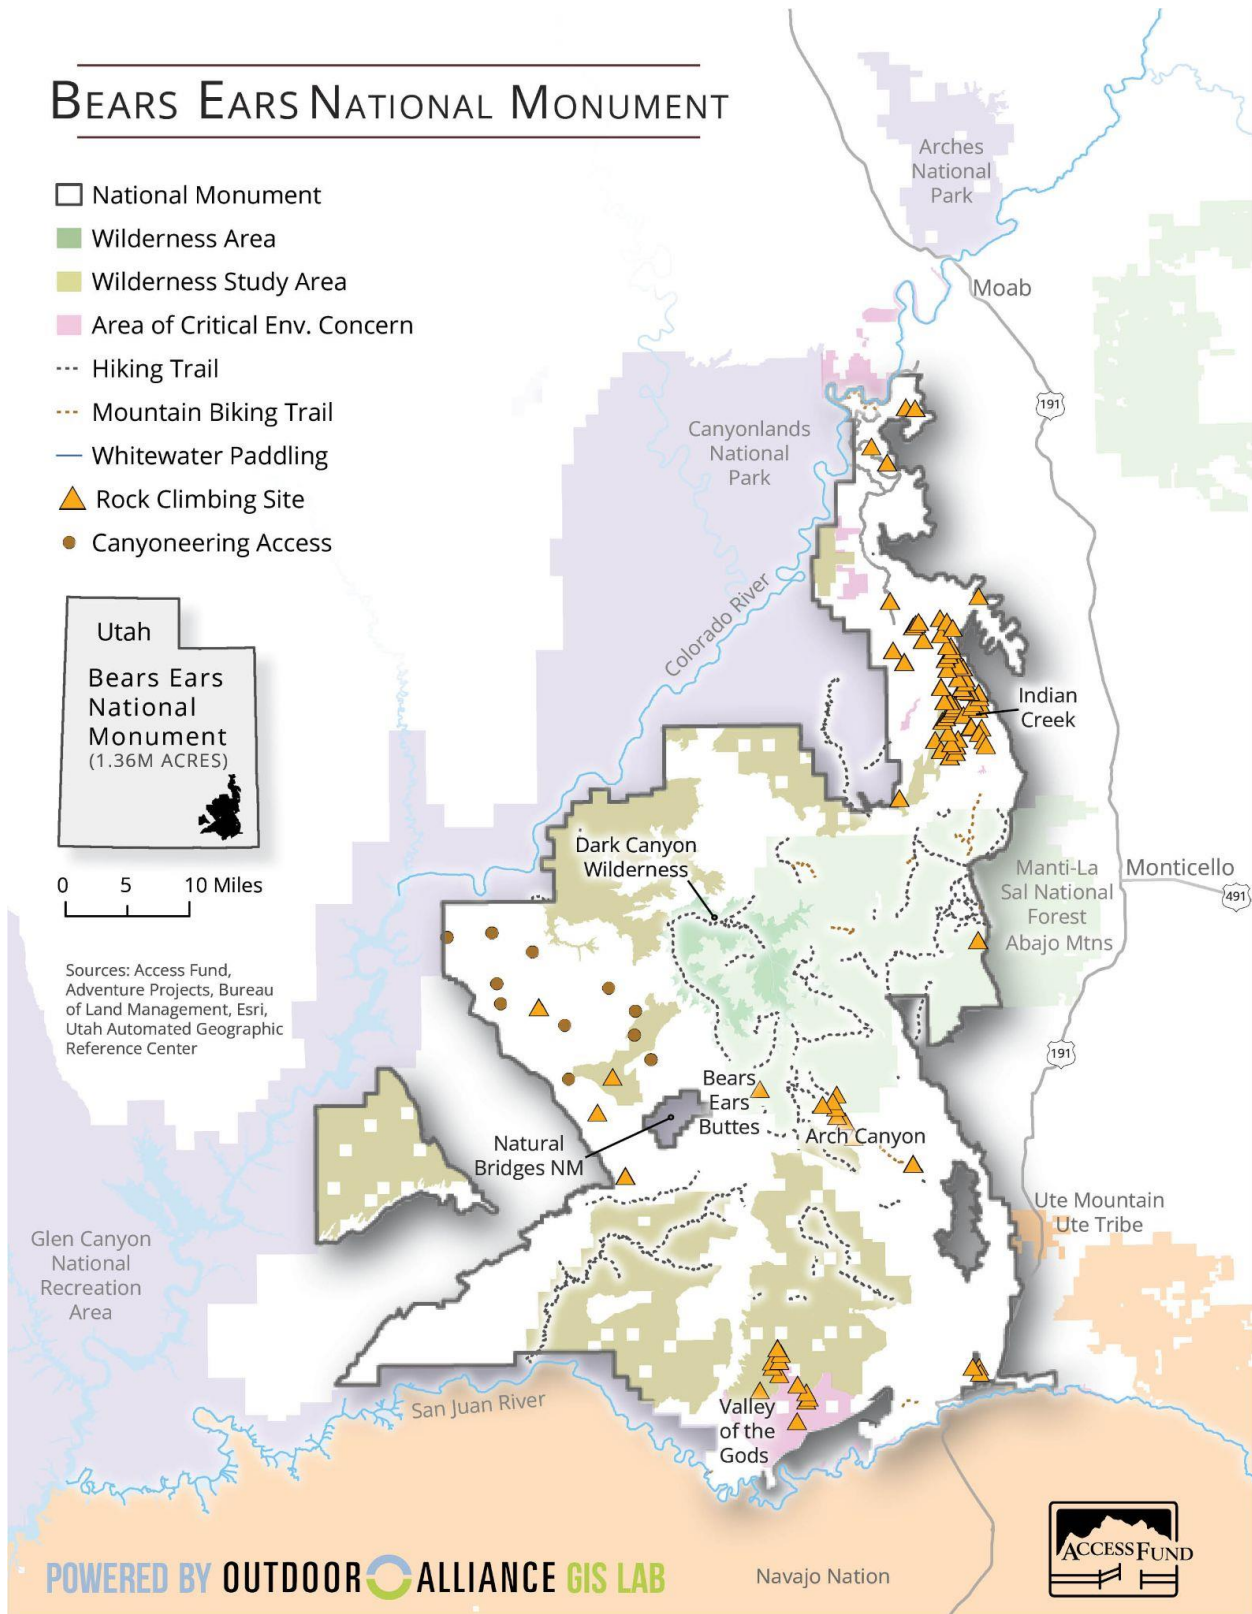 BEARS EARS NATIONAL MONUMENT
National Monument
Wilderness Area
Wilderness Study Area
Area of Critical Env. Concern
Hiking Trail
Mountain Biking Trail
Whitewater Paddling
Rock Climbing Site
Canyoneering Access
Utah
Bears Ears
National
Monument
(1.36M ACRES)
0 5 10 Miles
Sources: Access Fund,
Adventure Projects, Bureau
of Land Management, Esri,
Utah Automated Geographic
Reference Center
Arches
National
Park
Moab
191
Canyonlands
National
Park
Colorado River
Indian
Creek
Dark Canyon
Wilderness
Manti-La
Sal National
Forest
Abajo Mtns
Monticello
491
191
Bears
Ears
Buttes
Arch Canyon
Natural
Bridges NM
Ute Mountain
Ute Tribe
Glen Canyon
National
Recreation
Area
San Juan River
Valley
of the
Gods
Navajo Nation
POWERED BY OUTDOOR ALLIANCE GIS LAB
ACCESS FUND